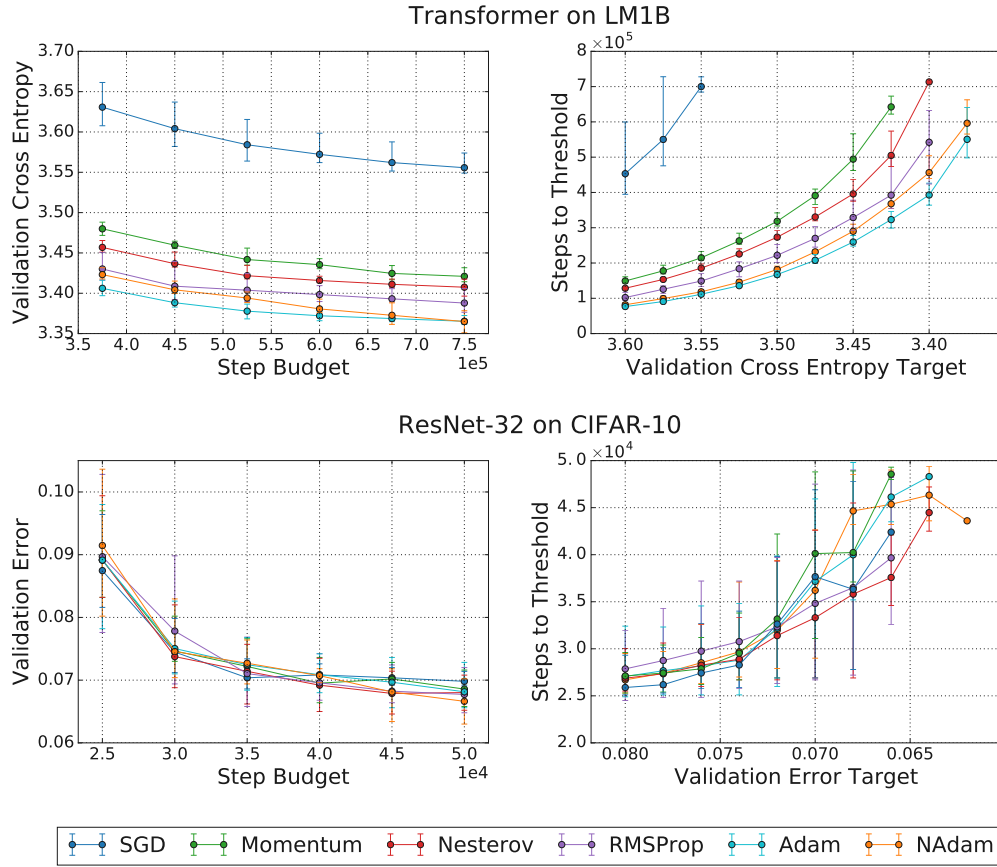 Transformer on LM1B
Validation Cross Entropy
3.70
3.65
3.60
3.55
3.50
3.45
3.40
3.35
3.5 4.0 4.5 5.0 5.5 6.0 6.5 7.0 7.5
1e5
Step Budget
×10^5
Steps to Threshold
8
7
6
5
4
3
2
1
0
3.60 3.55 3.50 3.45 3.40
Validation Cross Entropy Target
ResNet-32 on CIFAR-10
Validation Error
0.10
0.09
0.08
0.07
0.06
2.5 3.0 3.5 4.0 4.5 5.0
1e4
Step Budget
×10^4
Steps to Threshold
5.0
4.5
4.0
3.5
3.0
2.5
2.0
0.080 0.075 0.070 0.065
Validation Error Target
SGD Momentum Nesterov RMSProp Adam NAdam